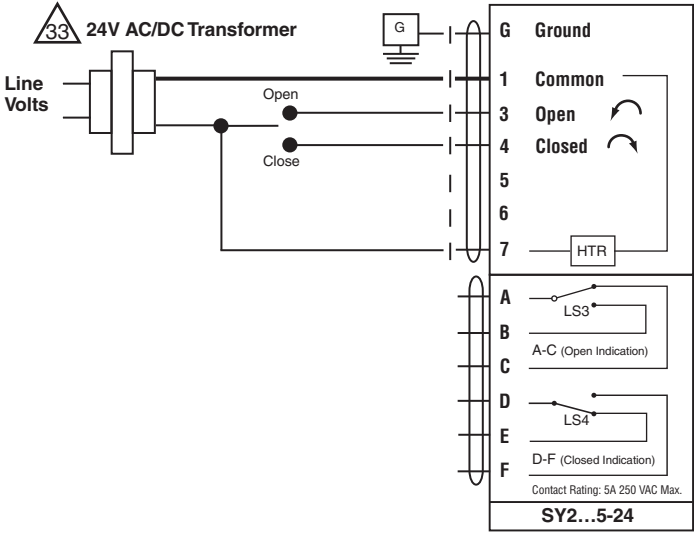 33 24V AC/DC Transformer
G
G Ground
Line
Volts
1 Common
Open
3 Open
4 Closed
Close
5
6
7 HTR
A
LS3
B
A-C (Open Indication)
C
D
LS4
E
D-F (Closed Indication)
F
Contact Rating: 5A 250 VAC Max.
SY2...5-24